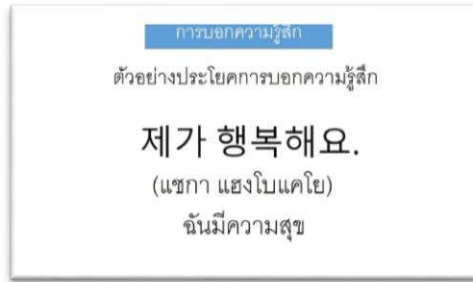 การบอกความรู้สึก
ตัวอย่างประโยคการบอกความรู้สึก
제가 행복해요.
(แชกา แฮงโบแคโย)
ฉันมีความสุข